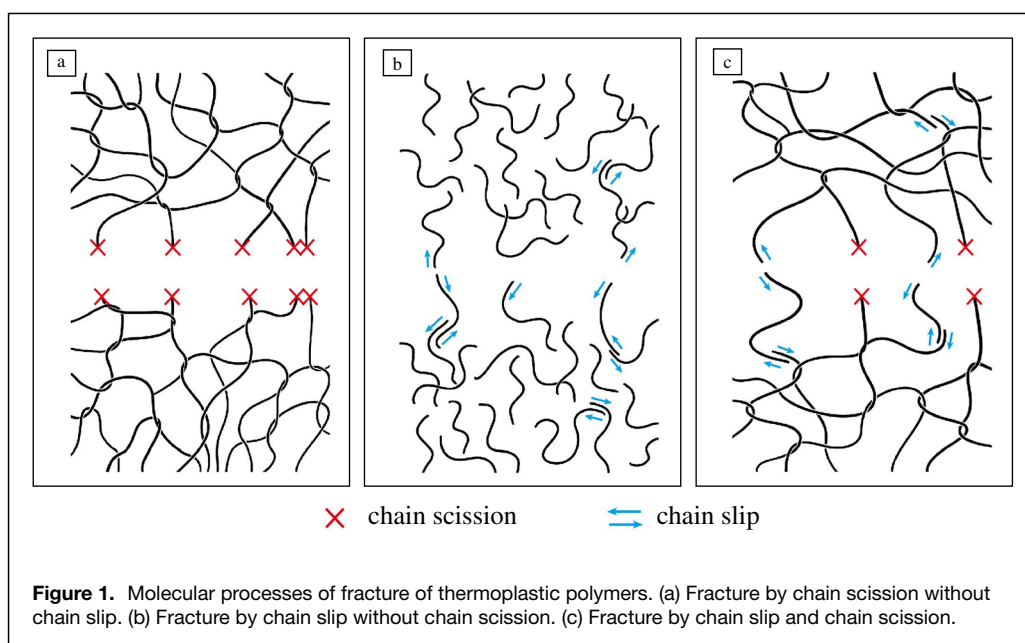 a
b
c
chain scission
chain slip
Figure 1. Molecular processes of fracture of thermoplastic polymers. (a) Fracture by chain scission without
chain slip. (b) Fracture by chain slip without chain scission. (c) Fracture by chain slip and chain scission.